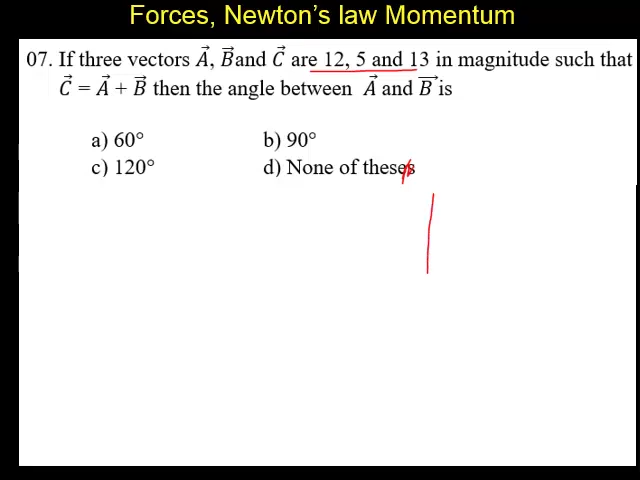 Forces, Newton's law Momentum
07. If three vectors A⃗, B⃗and C⃗ are 12, 5 and 13 in magnitude such that
C⃗ = A⃗ + B⃗ then the angle between A⃗ and B⃗ is
a) 60° b) 90°
c) 120° d) None of theses